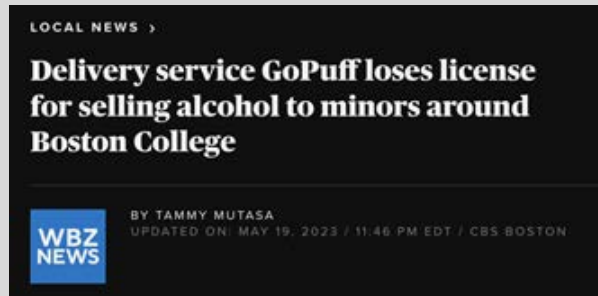 LOCAL NEWS >
Delivery service GoPuff loses license
for selling alcohol to minors around
Boston College
BY TAMMY MUTASA
UPDATED ON: MAY 19, 2023 / 11:46 PM EDT / CBS BOSTON
WBZ
NEWS